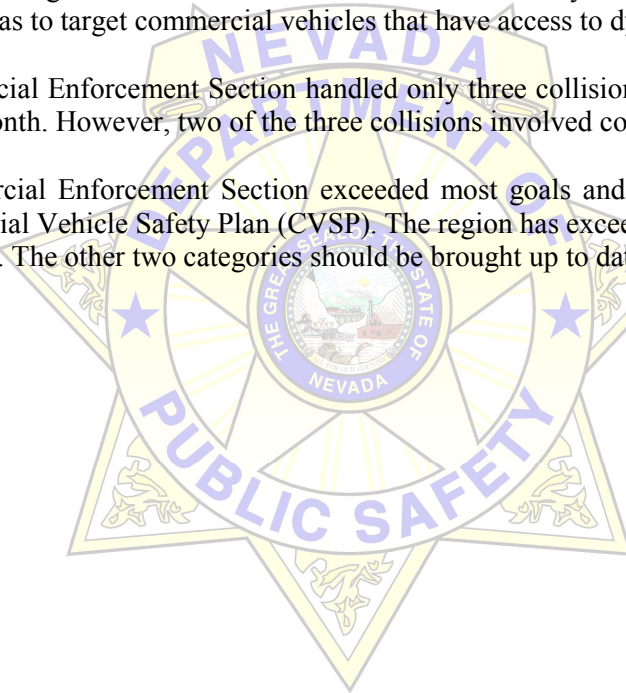 as to target commercial vehicles that have access to
cial Enforcement Section handled only three collision
onth. However, two of the three collisions involved co
rcial Enforcement Section exceeded most goals and
ial Vehicle Safety Plan (CVSP). The region has excee
. The other two categories should be brought up to da
NEVADA
DEPARTMENT OF
THE GREAT SEAL OF THE STATE OF
NEVADA
PUBLIC SAFETY